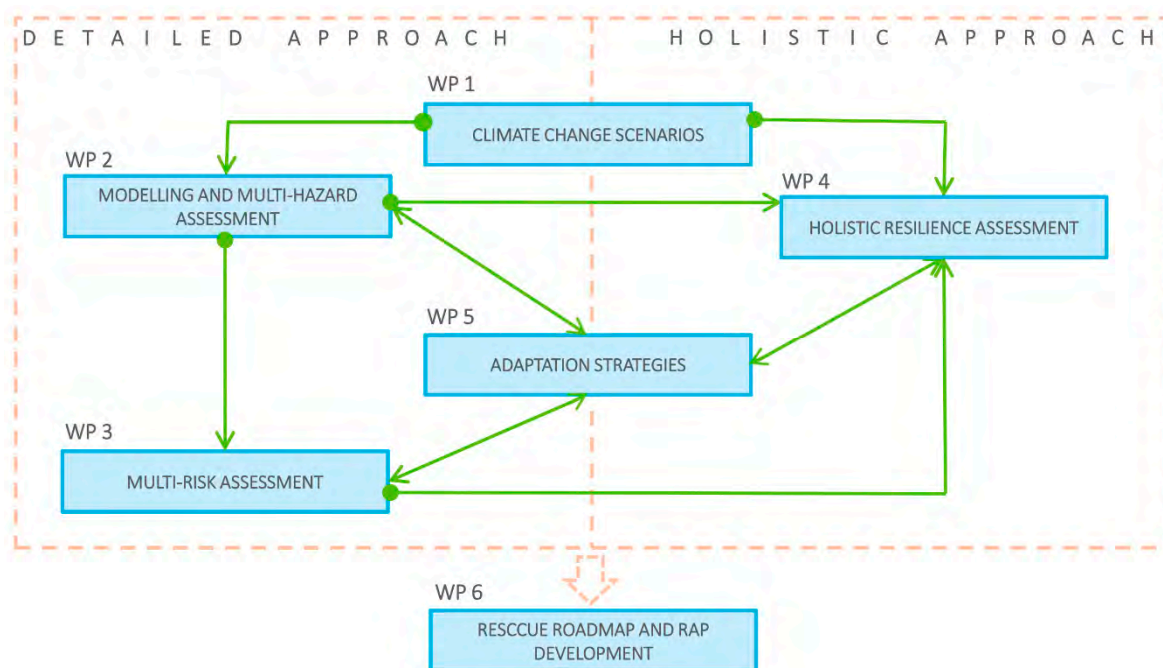 DETAILED APPROACH
HOLISTIC APPROACH
WP 1
CLIMATE CHANGE SCENARIOS
WP 2
MODELLING AND MULTI-HAZARD
ASSESSMENT
WP 4
HOLISTIC RESILIENCE ASSESSMENT
WP 5
ADAPTATION STRATEGIES
WP 3
MULTI-RISK ASSESSMENT
WP 6
RESCCUE ROADMAP AND RAP
DEVELOPMENT